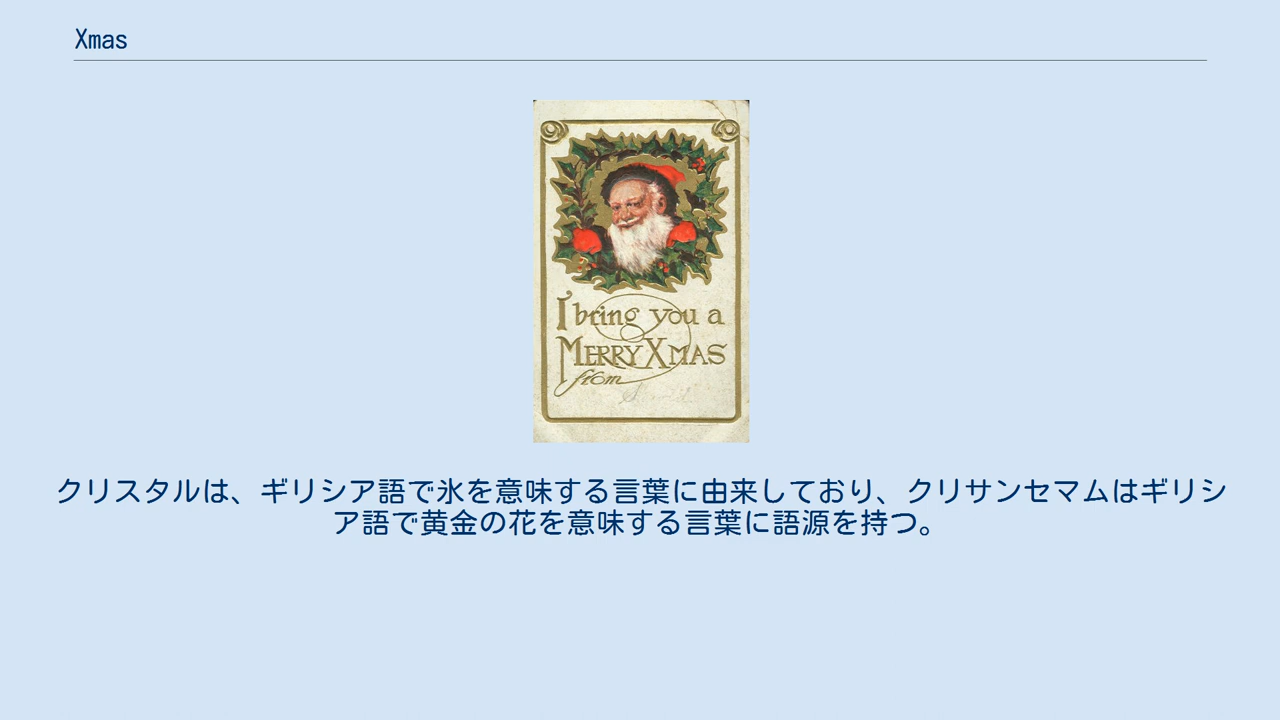 Xmas
I bring you a
MERRY XMAS
from
クリスタルは、ギリシア語で氷を意味する言葉に由来しており、クリサンセマムはギリシ
ア語で黄金の花を意味する言葉に語源を持つ。